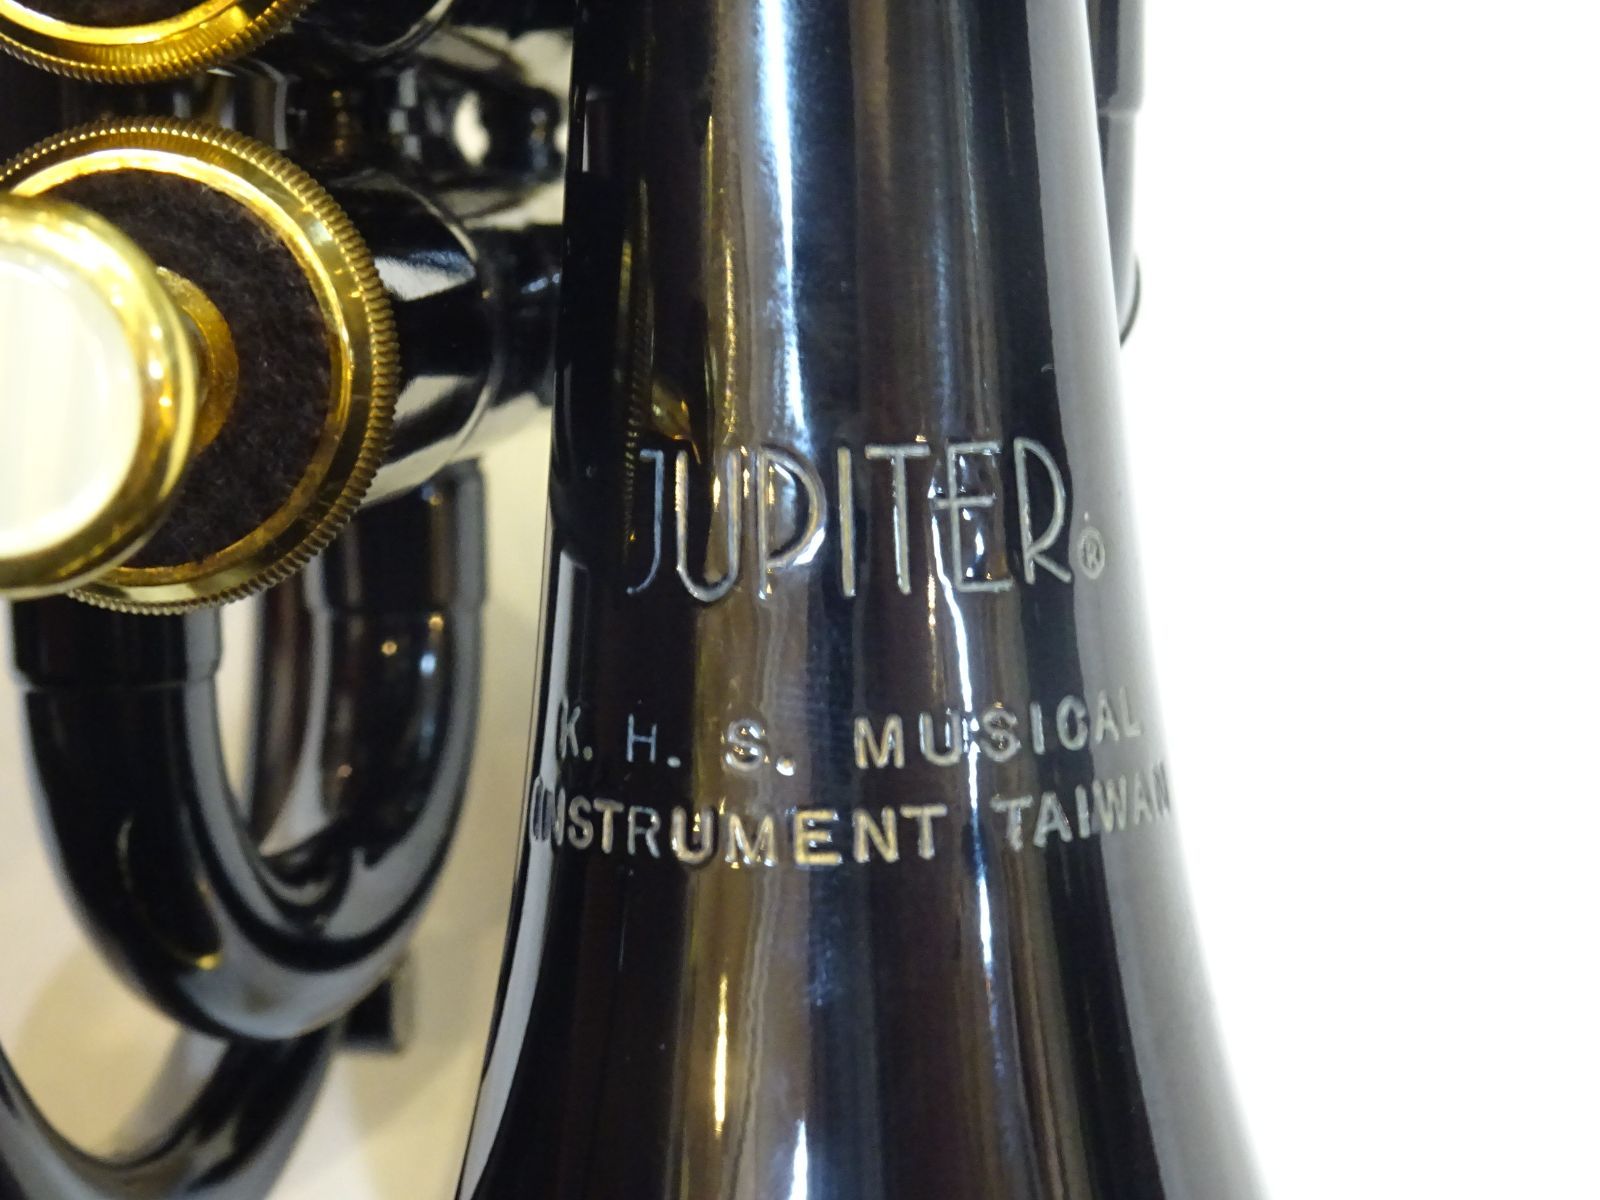 JUPITER®
K. H. S. MUSICAL
INSTRUMENT TAIWAN